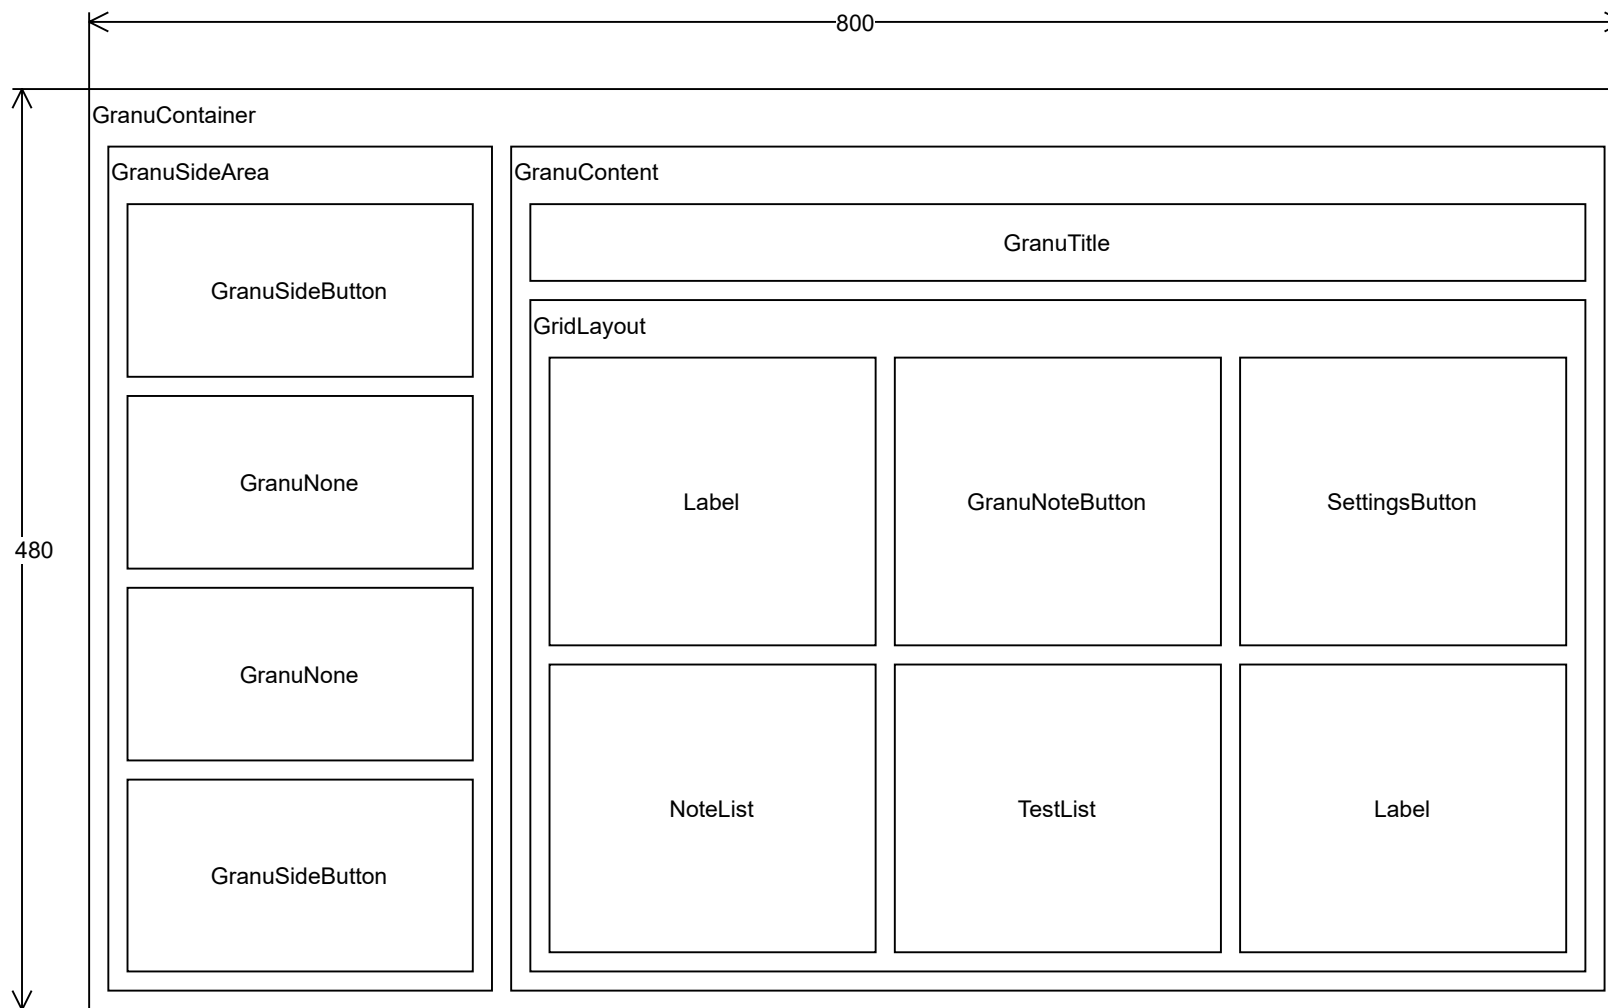 800
GranuContainer
GranuSideArea
GranuContent
GranuSideButton
GranuTitle
GridLayout
GranuNone
Label
GranuNoteButton
SettingsButton
480
GranuNone
NoteList
TestList
Label
GranuSideButton